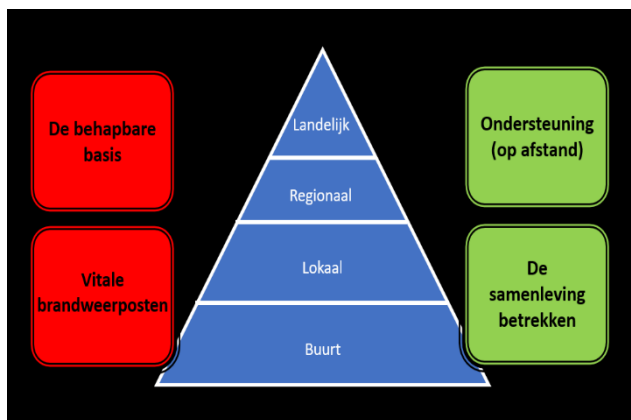 De behapbare
basis
Vitale
brandweerposten
Landelijk
Regionaal
Lokaal
Buurt
Ondersteuning
(op afstand)
De
samenleving
betrekken